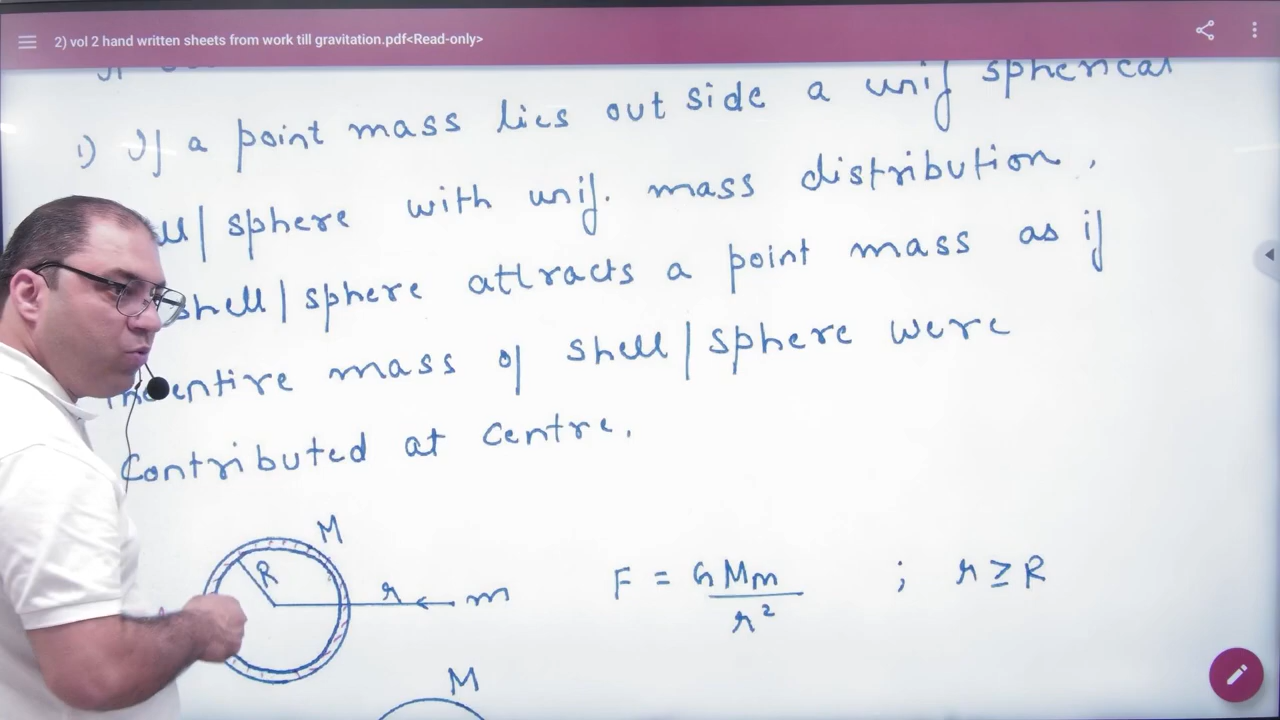 2) vol 2 hand written sheets from work till gravitation.pdf<Read-only>
1) If a point mass lies out side a unif spherical
sphere with unif. mass distribution,
shell/sphere attracts a point mass as if
entire mass of shell/sphere were
Contributed at centre.
M
R
r
m
F = GMm/r² ; r ≥ R
M